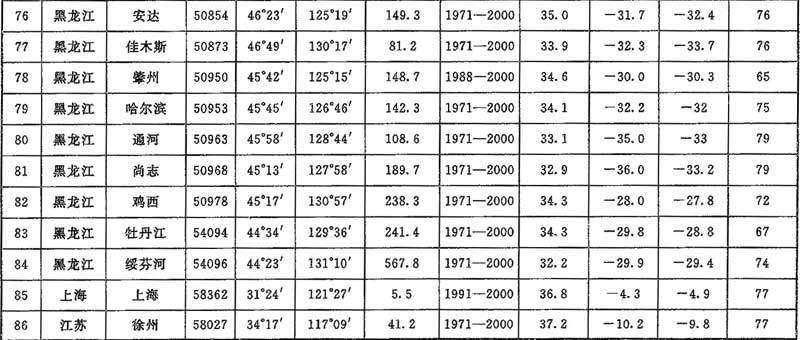 76 黑龙江 安达 50854 46°23′ 125°19′ 149.3 1971—2000 35.0 −31.7 −32.4 76
77 黑龙江 佳木斯 50873 46°49′ 130°17′ 81.2 1971—2000 33.9 −32.3 −33.7 76
78 黑龙江 肇州 50950 45°42′ 125°15′ 148.7 1988—2000 34.6 −30.0 −30.3 65
79 黑龙江 哈尔滨 50953 45°45′ 126°46′ 142.3 1971—2000 34.1 −32.2 −32 75
80 黑龙江 通河 50963 45°58′ 128°44′ 108.6 1971—2000 33.1 −35.0 −33 79
81 黑龙江 尚志 50968 45°13′ 127°58′ 189.7 1971—2000 32.9 −36.0 −33.2 79
82 黑龙江 鸡西 50978 45°17′ 130°57′ 238.3 1971—2000 34.3 −28.0 −27.8 72
83 黑龙江 牡丹江 54094 44°34′ 129°36′ 241.4 1971—2000 34.3 −29.8 −28.8 67
84 黑龙江 绥芬河 54096 44°23′ 131°10′ 567.8 1971—2000 32.2 −29.9 −29.4 74
85 上海 上海 58362 31°24′ 121°27′ 5.5 1991—2000 36.8 −4.3 −4.9 77
86 江苏 徐州 58027 34°17′ 117°09′ 41.2 1971—2000 37.2 −10.2 −9.8 77